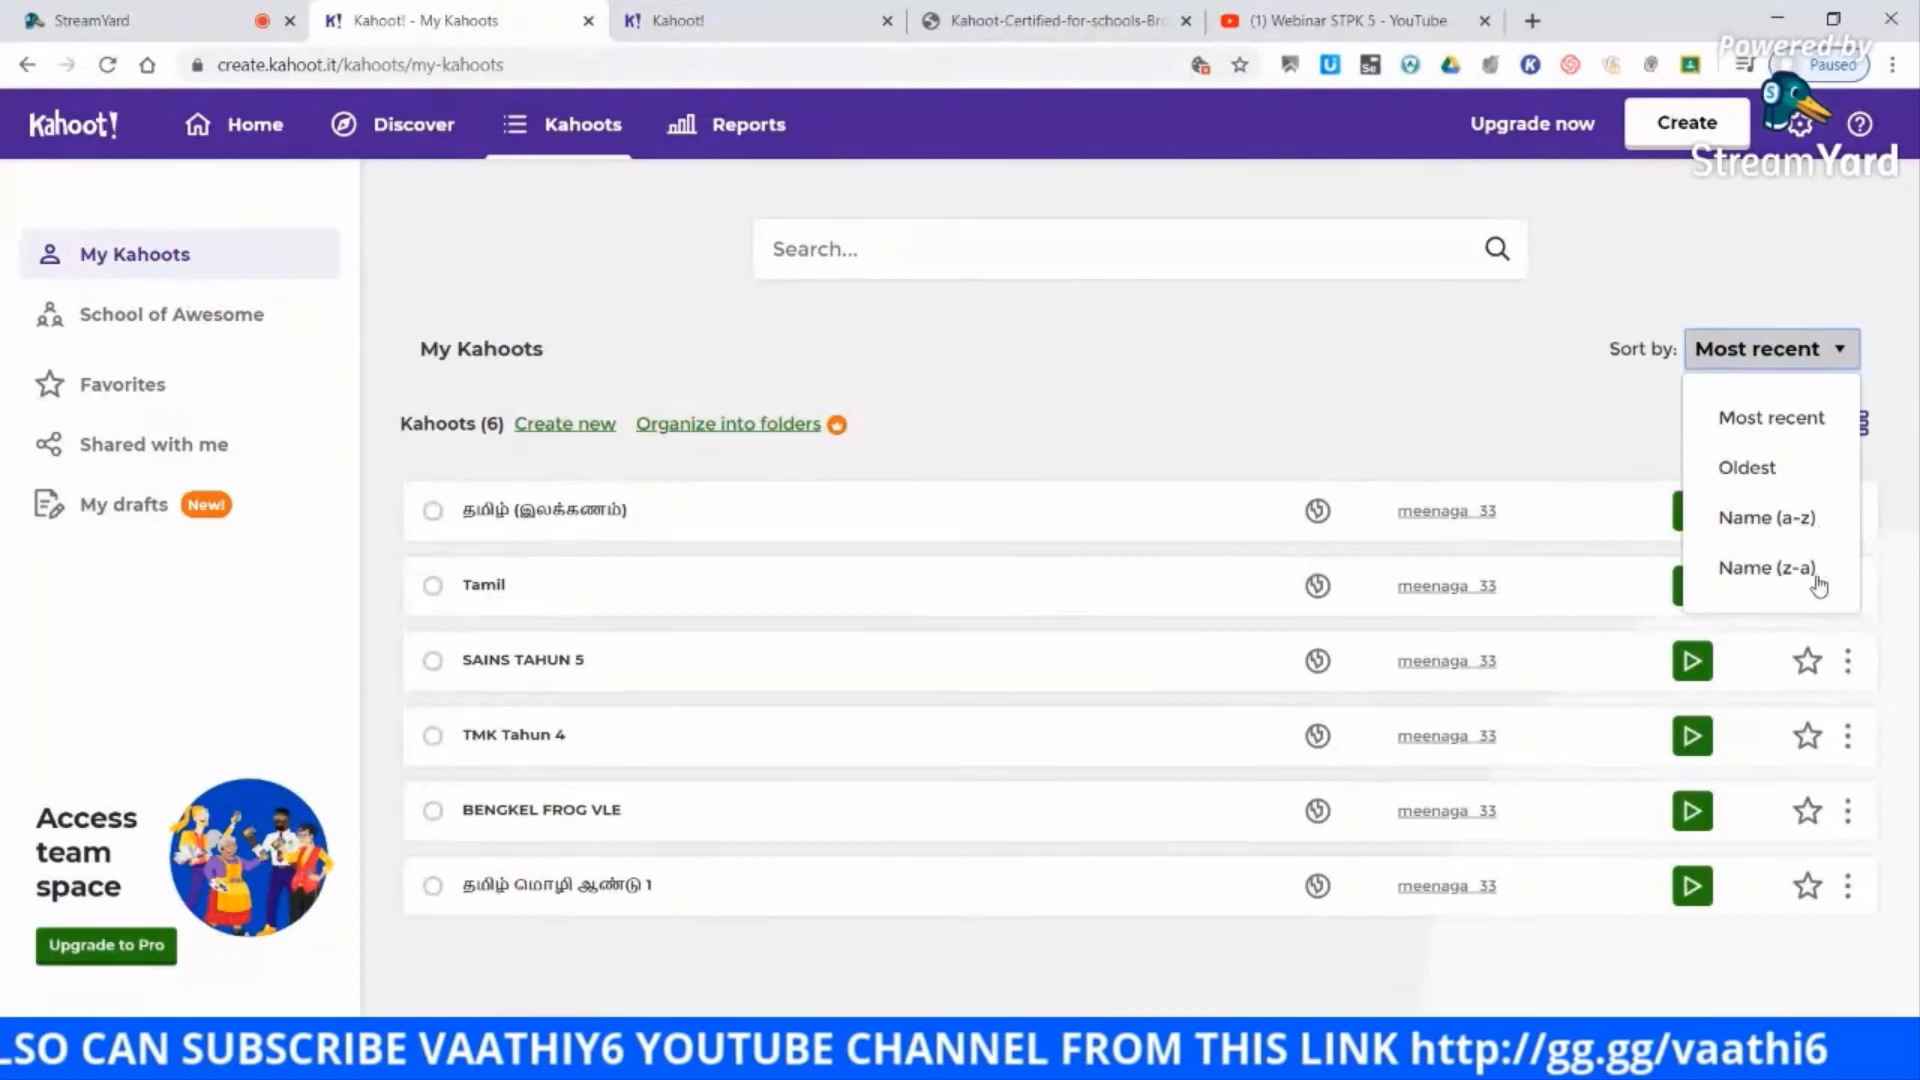 StreamYard
Kahoot! - My Kahoots
Kahoot!
Kahoot-Certified-for-schools-Bro
(1) Webinar STPK 5 - YouTube
create.kahoot.it/kahoots/my-kahoots
Paused
Powered by
StreamYard
Kahoot!
Home
Discover
Kahoots
Reports
Upgrade now
Create
My Kahoots
School of Awesome
Favorites
Shared with me
My drafts New!
Search...
My Kahoots
Sort by: Most recent
Most recent
Oldest
Name (a-z)
Name (z-a)
Kahoots (6) Create new Organize into folders
தமிழ் (இலக்கணம்) meenaga_33
Tamil meenaga_33
SAINS TAHUN 5 meenaga_33
TMK Tahun 4 meenaga_33
BENGKEL FROG VLE meenaga_33
தமிழ் மொழி ஆண்டு 1 meenaga_33
Access
team
space
Upgrade to Pro
LSO CAN SUBSCRIBE VAATHIY6 YOUTUBE CHANNEL FROM THIS LINK http://gg.gg/vaathi6